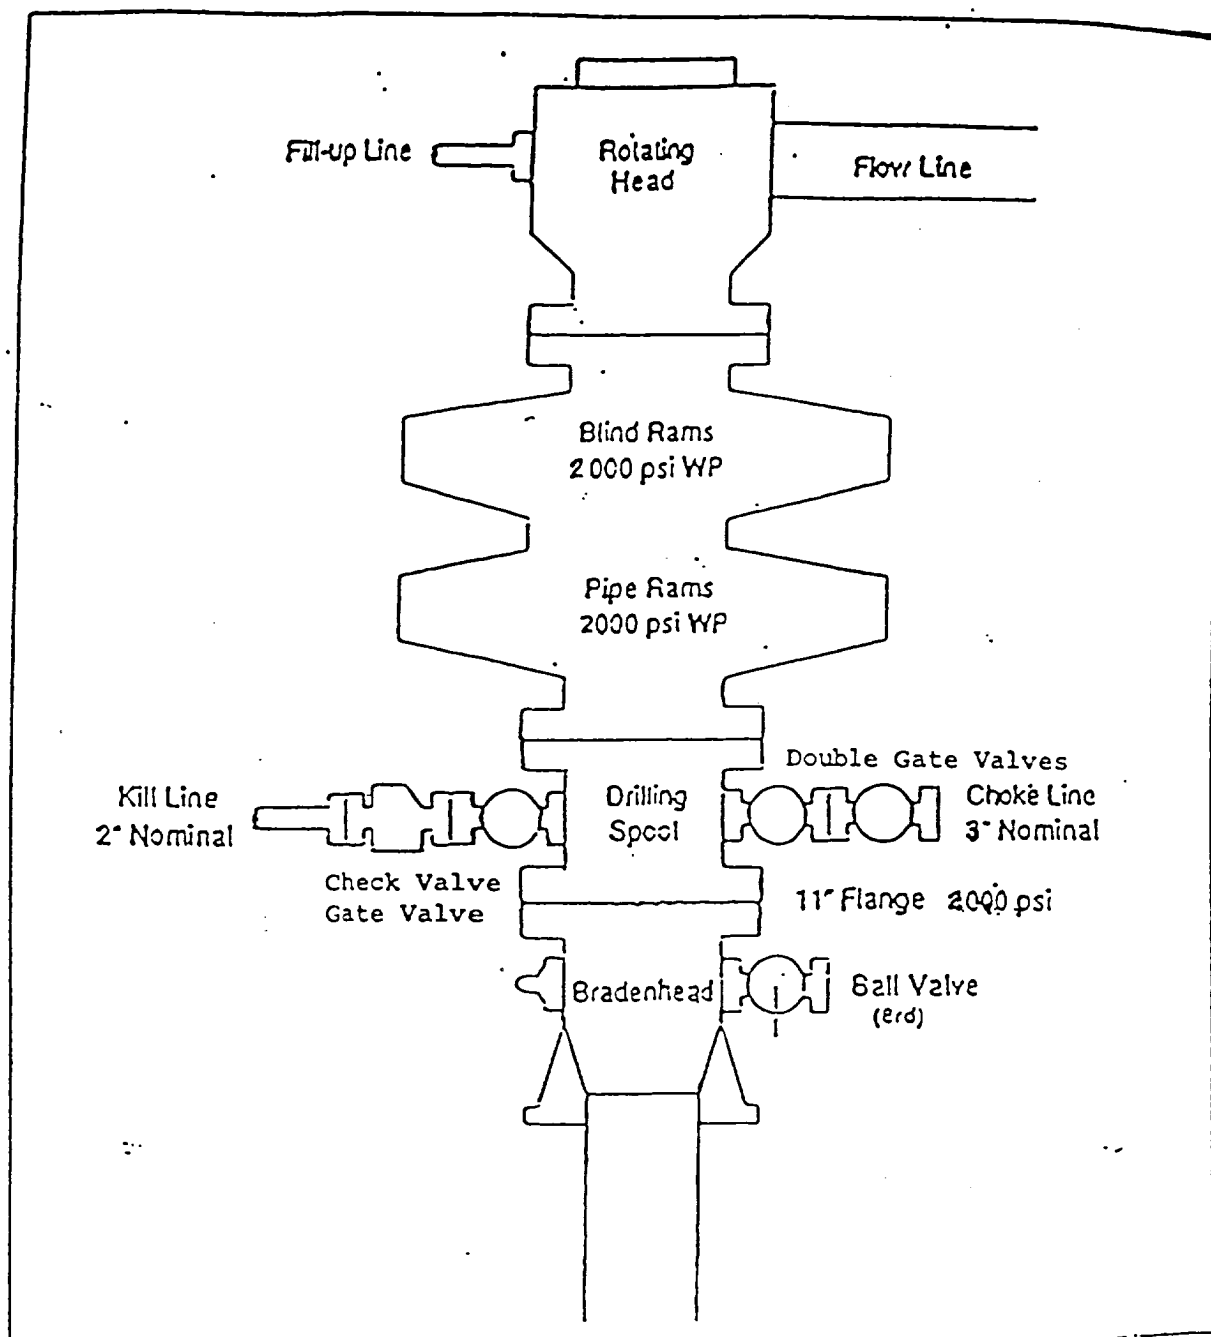 Fill-up Line
Rotating
Head
Flow Line
Blind Rams
2000 psi WP
Pipe Rams
2000 psi WP
Double Gate Valves
Kill Line
2" Nominal
Drilling
Spool
Choke Line
3" Nominal
Check Valve
Gate Valve
11" Flange 2000 psi
Bradenhead
Ball Valve